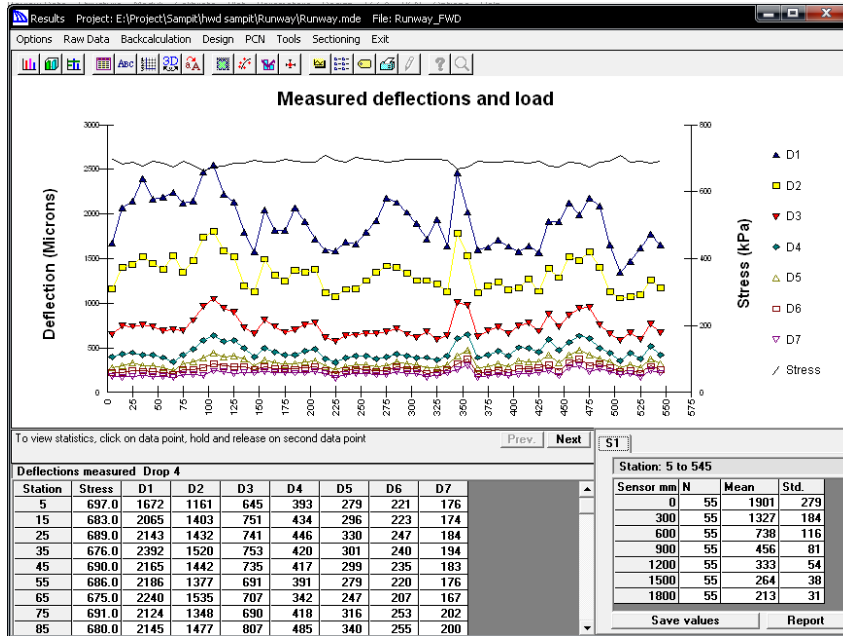 Results Project: E:\Project\Sampit\hwd sampit\Runway\Runway.mde File: Runway_FWD
Options Raw Data Backcalculation Design PCN Tools Sectioning Exit
ABC 3D
Measured deflections and load
Deflection (Microns)
3000
2500
2000
1500
1000
500
0
0 25 50 75 100 125 150 175 200 225 250 275 300 325 350 375 400 425 450 475 500 525 550 575
800
600
400
200
0
Stress (kPa)
D1
D2
D3
D4
D5
D6
D7
Stress
To view statistics, click on data point, hold and release on second data point Prev. Next
Deflections measured Drop 4
Station Stress D1 D2 D3 D4 D5 D6 D7
5 697.0 1672 1161 645 393 279 221 176
15 683.0 2065 1403 751 434 296 223 174
25 689.0 2143 1432 741 446 330 247 184
35 676.0 2392 1520 753 420 301 240 194
45 690.0 2165 1442 735 417 299 235 183
55 686.0 2186 1377 691 391 279 220 176
65 675.0 2240 1535 707 342 247 207 167
75 691.0 2124 1348 690 418 316 253 202
85 680.0 2145 1477 807 485 340 255 200
S1
Station: 5 to 545
Sensor mm N Mean Std.
0 55 1901 279
300 55 1327 184
600 55 738 116
900 55 456 81
1200 55 333 54
1500 55 264 38
1800 55 213 31
Save values Report